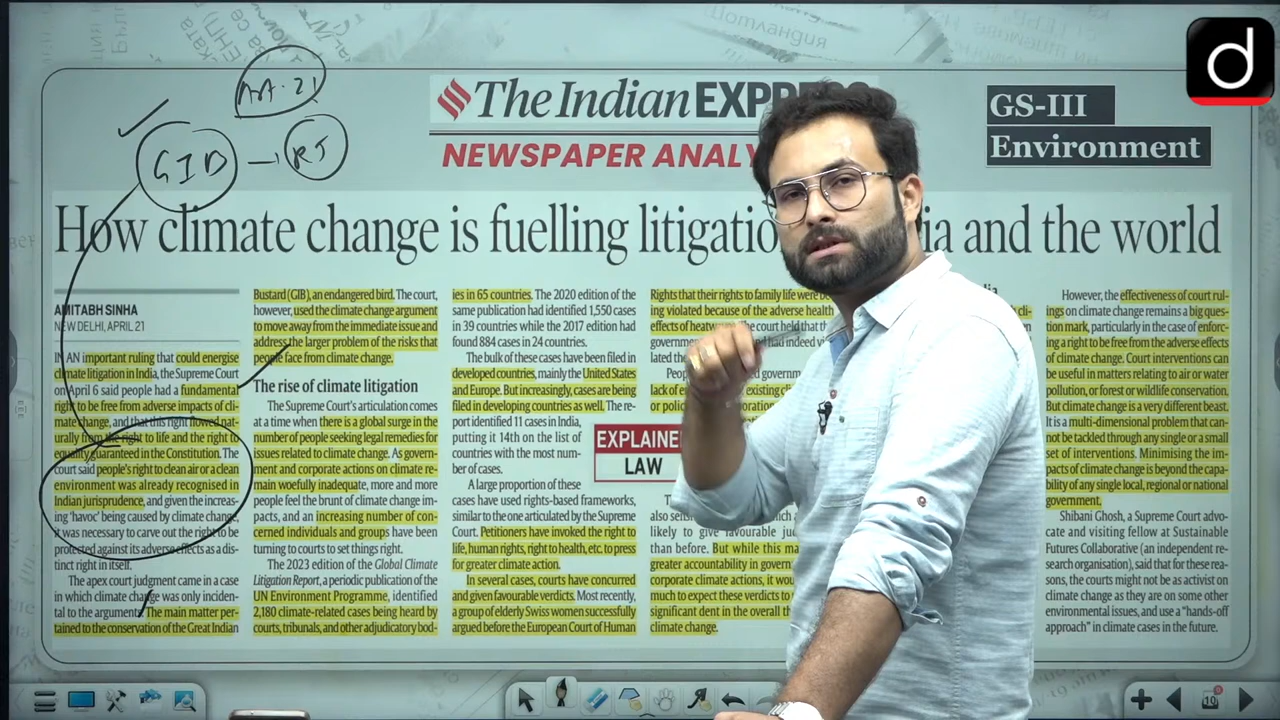 Шотландия
d
AA. 21
GIB → RJ
The Indian EXPRESS
NEWSPAPER ANALY
GS-III
Environment
How climate change is fuelling litigatio ia and the world
AMITABH SINHA
NEW DELHI, APRIL 21
IN AN important ruling that could energise
climate litigation in India, the Supreme Court
on April 6 said people had a fundamental
right to be free from adverse impacts of cli-
mate change, and that this right flowed nat-
urally from the right to life and the right to
equality guaranteed in the Constitution. The
court said people's right to clean air or a clean
environment was already recognised in
Indian jurisprudence, and given the increas-
ing 'havoc' being caused by climate change,
it was necessary to carve out the right to be
protected against its adverse effects as a dis-
tinct right in itself.
The apex court judgment came in a case
in which climate change was only inciden-
tal to the arguments. The main matter per-
tained to the conservation of the Great Indian
Bustard (GIB), an endangered bird. The court,
however, used the climate change argument
to move away from the immediate issue and
address the larger problem of the risks that
people face from climate change.
The rise of climate litigation
The Supreme Court's articulation comes
at a time when there is a global surge in the
number of people seeking legal remedies for
issues related to climate change. As govern-
ment and corporate actions on climate re-
main woefully inadequate, more and more
people feel the brunt of climate change im-
pacts, and an increasing number of con-
cerned individuals and groups have been
turning to courts to set things right.
The 2023 edition of the Global Climate
Litigation Report, a periodic publication of the
UN Environment Programme, identified
2,180 climate-related cases being heard by
courts, tribunals, and other adjudicatory bod-
ies in 65 countries. The 2020 edition of the
same publication had identified 1,550 cases
in 39 countries while the 2017 edition had
found 884 cases in 24 countries.
The bulk of these cases have been filed in
developed countries, mainly the United States
and Europe. But increasingly, cases are being
filed in developing countries as well. The re-
port identified 11 cases in India,
putting it 14th on the list of
countries with the most num-
ber of cases.
A large proportion of these
cases have used rights-based frameworks,
similar to the one articulated by the Supreme
Court. Petitioners have invoked the right to
life, human rights, right to health, etc. to press
for greater climate action.
In several cases, courts have concurred
and given favourable verdicts. Most recently,
a group of elderly Swiss women successfully
argued before the European Court of Human
Rights that their rights to family life were be
ing violated because of the adverse health
effects of heatw he court held that th
governme had indeed vi
lated the
Peop governm
lack of e existing cli
or polic
EXPLAINE
LAW
also sens
likely to give favourable jud
than before. But while this ma
greater accountability in govern
corporate climate actions, it wou
much to expect these verdicts to
significant dent in the overall t
climate change.
dia
cli-
However, the effectiveness of court rul-
ings on climate change remains a big ques-
tion mark, particularly in the case of enforc-
ing a right to be free from the adverse effects
of climate change. Court interventions can
be useful in matters relating to air or water
pollution, or forest or wildlife conservation.
But climate change is a very different beast.
It is a multi-dimensional problem that can-
not be tackled through any single or a small
set of interventions. Minimising the im-
pacts of climate change is beyond the capa-
bility of any single local, regional or national
government.
Shibani Ghosh, a Supreme Court advo-
cate and visiting fellow at Sustainable
Futures Collaborative (an independent re-
search organisation), said that for these rea-
sons, the courts might not be as activist on
climate change as they are on some other
environmental issues, and use a "hands-off
approach" in climate cases in the future.
10